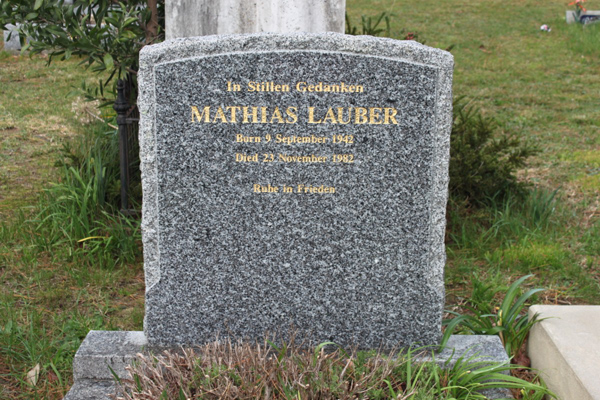 In Stillen Gedanken
MATHIAS LAUBER
Born 9 September 1942
Died 23 November 1982
Ruhe in Frieden